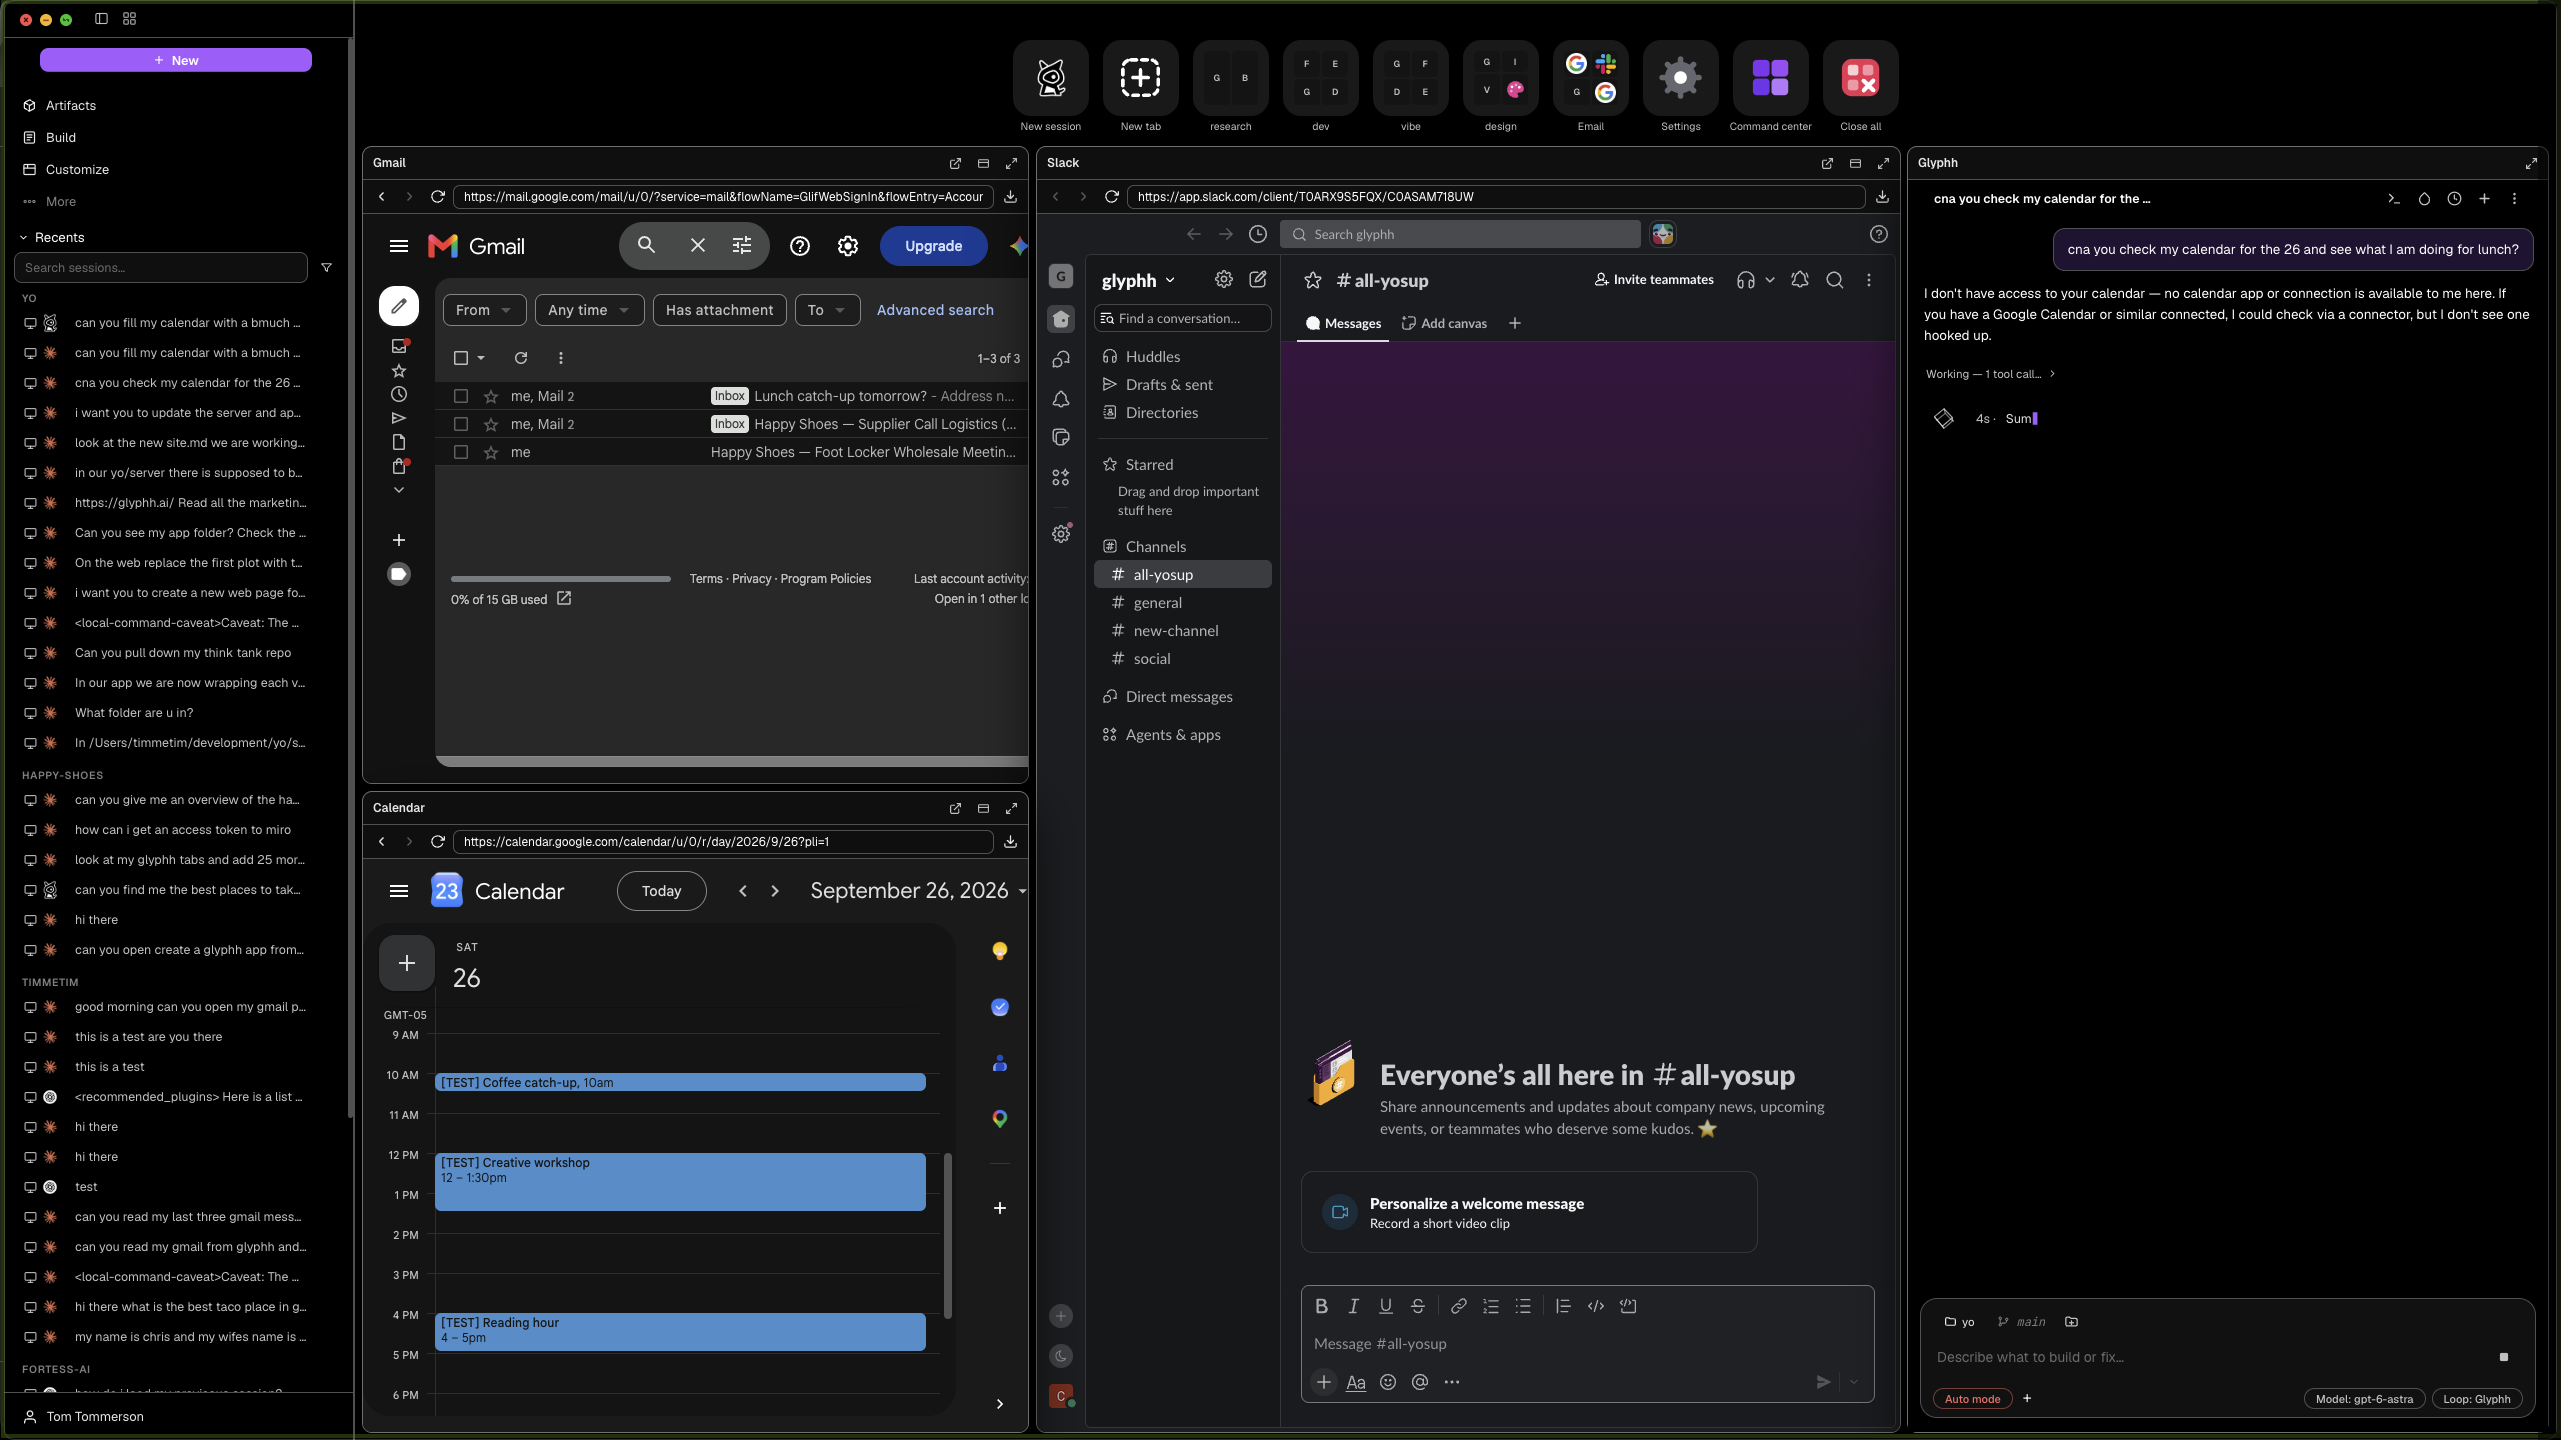 + New
Artifacts
Build
Customize
More
Recents
Search sessions...
YO
can you fill my calendar with a bmuch ...
can you fill my calendar with a bmuch ...
cna you check my calendar for the 26 ...
i want you to update the server and ap...
look at the new site.md we are working...
in our yo/server there is supposed to b...
https://glyphh.ai/ Read all the marketin...
Can you see my app folder? Check the ...
On the web replace the first plot with t...
i want you to create a new web page fo...
<local-command-caveat>Caveat: The ...
Can you pull down my think tank repo
In our app we are now wrapping each v...
What folder are u in?
In /Users/timmetim/development/yo/s...
HAPPY-SHOES
can you give me an overview of the ha...
how can i get an access token to miro
look at my glyphh tabs and add 25 mor...
can you find me the best places to tak...
hi there
can you open create a glyphh app from...
TIMMETIM
good morning can you open my gmail p...
this is a test are you there
this is a test
<recommended_plugins> Here is a list ...
hi there
hi there
test
can you read my last three gmail mess...
can you read my gmail from glyphh and...
<local-command-caveat>Caveat: The ...
hi there what is the best taco place in g...
my name is chris and my wifes name is ...
FORTESS-AI
Tom Tommerson
G B
F E
G D
G F
D E
G I
V
G
New session
New tab
research
dev
vibe
design
Email
Settings
Command center
Close all
Gmail
https://mail.google.com/mail/u/0/?service=mail&flowName=GlifWebSignIn&flowEntry=Accour
Gmail
Upgrade
From
Any time
Has attachment
To
Advanced search
1–3 of 3
me, Mail 2 Inbox Lunch catch-up tomorrow? - Address n...
me, Mail 2 Inbox Happy Shoes — Supplier Call Logistics (...
me Happy Shoes — Foot Locker Wholesale Meetin...
Terms · Privacy · Program Policies
Last account activity:
0% of 15 GB used
Open in 1 other lo
Calendar
https://calendar.google.com/calendar/u/0/r/day/2026/9/26?pli=1
23
Calendar
Today
September 26, 2026
SAT
26
GMT-05
9 AM
10 AM
[TEST] Coffee catch-up, 10am
11 AM
12 PM
[TEST] Creative workshop
12 – 1:30pm
1 PM
2 PM
3 PM
4 PM
[TEST] Reading hour
4 – 5pm
5 PM
6 PM
Slack
https://app.slack.com/client/T0ARX9S5FQX/C0ASAM718UW
Search glyphh
G
glyphh
Find a conversation...
Huddles
Drafts & sent
Directories
Starred
Drag and drop important
stuff here
Channels
# all-yosup
# general
# new-channel
# social
Direct messages
Agents & apps
C
# all-yosup
Invite teammates
Messages
Add canvas
Everyone's all here in #all-yosup
Share announcements and updates about company news, upcoming
events, or teammates who deserve some kudos.
Personalize a welcome message
Record a short video clip
B I U S
Message #all-yosup
Aa
Glyphh
cna you check my calendar for the ...
cna you check my calendar for the 26 and see what I am doing for lunch?
I don't have access to your calendar — no calendar app or connection is available to me here. If
you have a Google Calendar or similar connected, I could check via a connector, but I don't see one
hooked up.
Working — 1 tool call...
4s · Sum
yo
main
Describe what to build or fix...
Auto mode
Model: gpt-6-astra
Loop: Glyphh